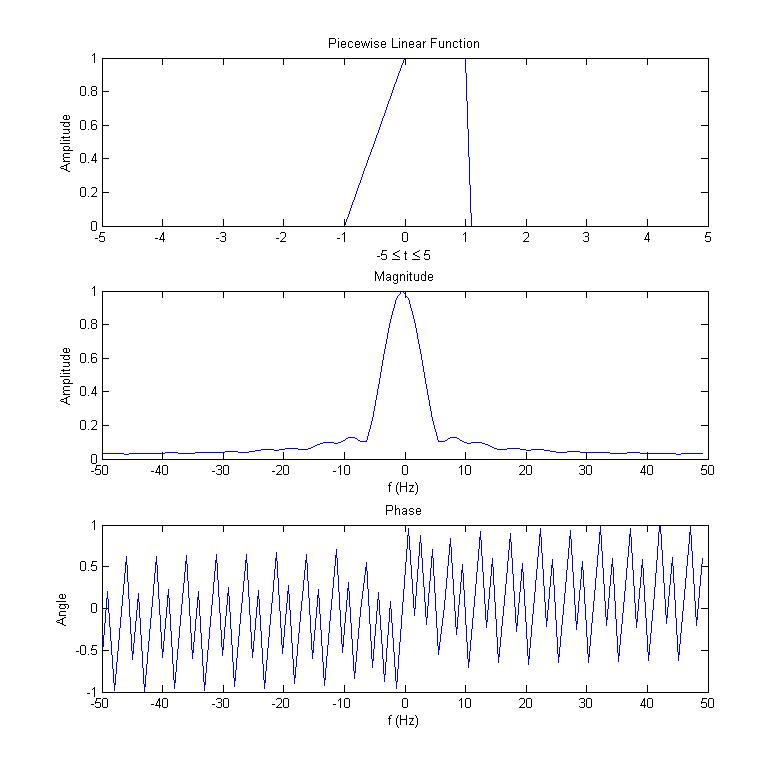 Piecewise Linear Function
Amplitude
1
0.8
0.6
0.4
0.2
0
-5 -4 -3 -2 -1 0 1 2 3 4 5
-5 ≤ t ≤ 5
Magnitude
Amplitude
1
0.8
0.6
0.4
0.2
0
-50 -40 -30 -20 -10 0 10 20 30 40 50
f (Hz)
Phase
Angle
1
0.5
0
-0.5
-1
-50 -40 -30 -20 -10 0 10 20 30 40 50
f (Hz)